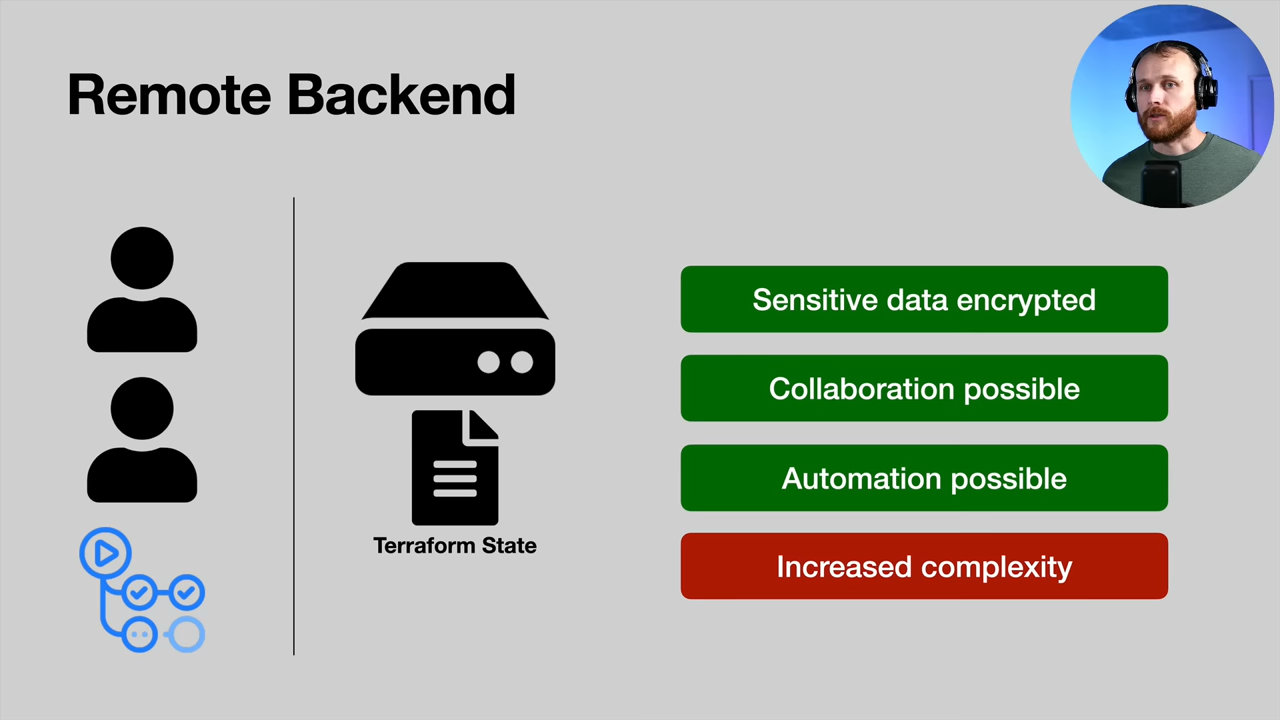 Remote Backend
Terraform State
Sensitive data encrypted
Collaboration possible
Automation possible
Increased complexity